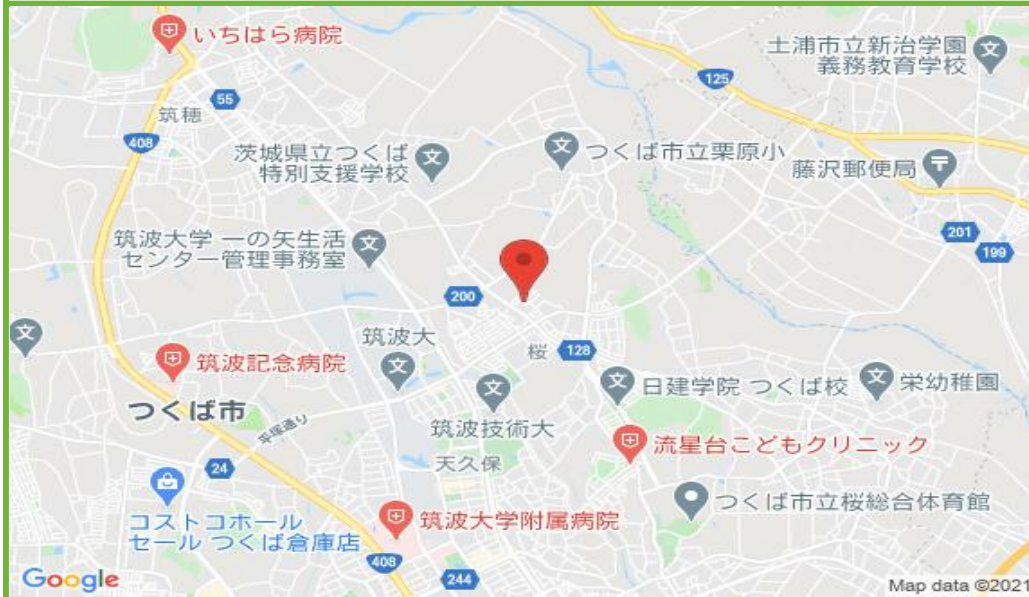 いちはら病院
土浦市立新治学園
義務教育学校
125
55
筑穂
408
茨城県立つくば
特別支援学校
つくば市立栗原小
藤沢郵便局
筑波大学 一の矢生活
センター管理事務室
201
199
200
筑波大
桜
128
筑波記念病院
日建学院 つくば校
栄幼稚園
つくば市
平塚通り
筑波技術大
流星台こどもクリニック
天久保
24
つくば市立桜総合体育館
コストコホール
セール つくば倉庫店
筑波大学附属病院
408
244
Google
Map data ©2021